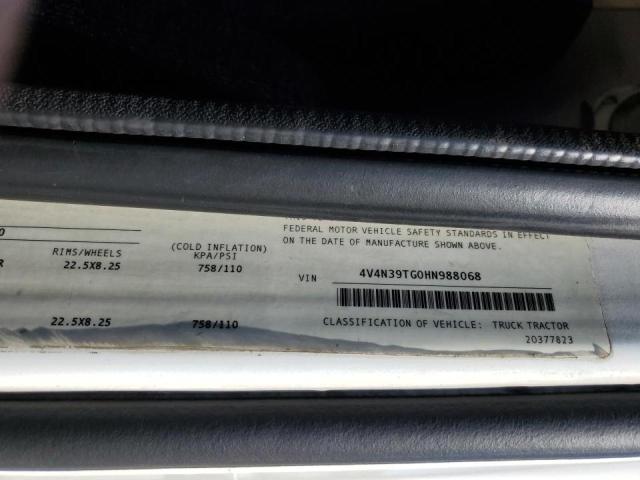 0
RIMS/WHEELS
(COLD INFLATION)
KPA/PSI
R
22.5X8.25
758/110
22.5X8.25
758/110
FEDERAL MOTOR VEHICLE SAFETY STANDARDS IN EFFECT
ON THE DATE OF MANUFACTURE SHOWN ABOVE.
VIN 4V4N39TG0HN988068
CLASSIFICATION OF VEHICLE: TRUCK TRACTOR
20377823